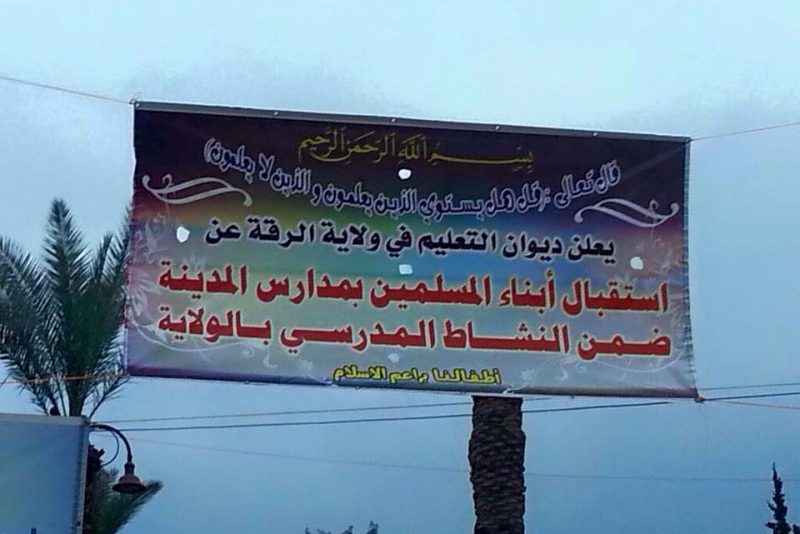 بسم الله الرحمن الرحيم
قال تعالى :(قل هل يستوي الذين يعلمون و الذين لا يعلمون)
يعلن ديوان التعليم في ولاية الرقة عن
استقبال أبناء المسلمين بمدارس المدينة
ضمن النشاط المدرسي بالولاية
أطفالنا براعم الاسلام